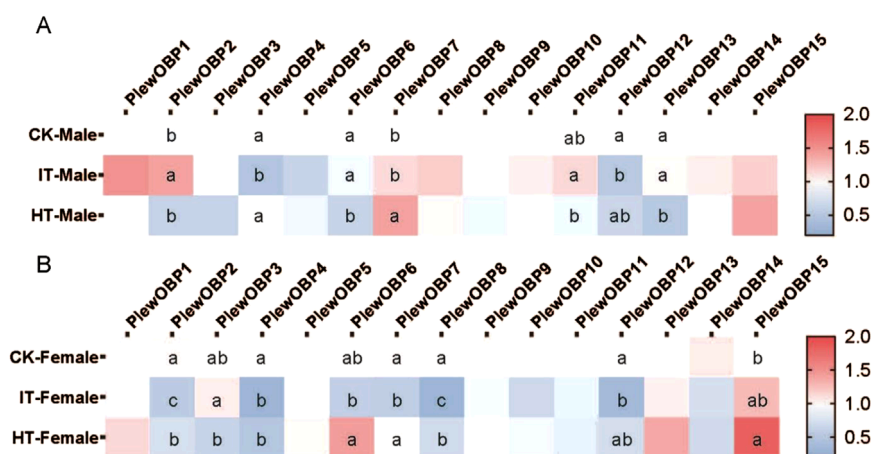 A
PlewOBP1 PlewOBP2 PlewOBP3 PlewOBP4 PlewOBP5 PlewOBP6 PlewOBP7 PlewOBP8 PlewOBP9 PlewOBP10 PlewOBP11 PlewOBP12 PlewOBP13 PlewOBP14 PlewOBP15
CK-Male b a a b ab a a
IT-Male a b a b a b a
HT-Male b a b a b ab b
2.0
1.5
1.0
0.5
B
PlewOBP1 PlewOBP2 PlewOBP3 PlewOBP4 PlewOBP5 PlewOBP6 PlewOBP7 PlewOBP8 PlewOBP9 PlewOBP10 PlewOBP11 PlewOBP12 PlewOBP13 PlewOBP14 PlewOBP15
CK-Female a ab a ab a a a b
IT-Female c a b b b c b ab
HT-Female b b b a a b ab a
2.0
1.5
1.0
0.5